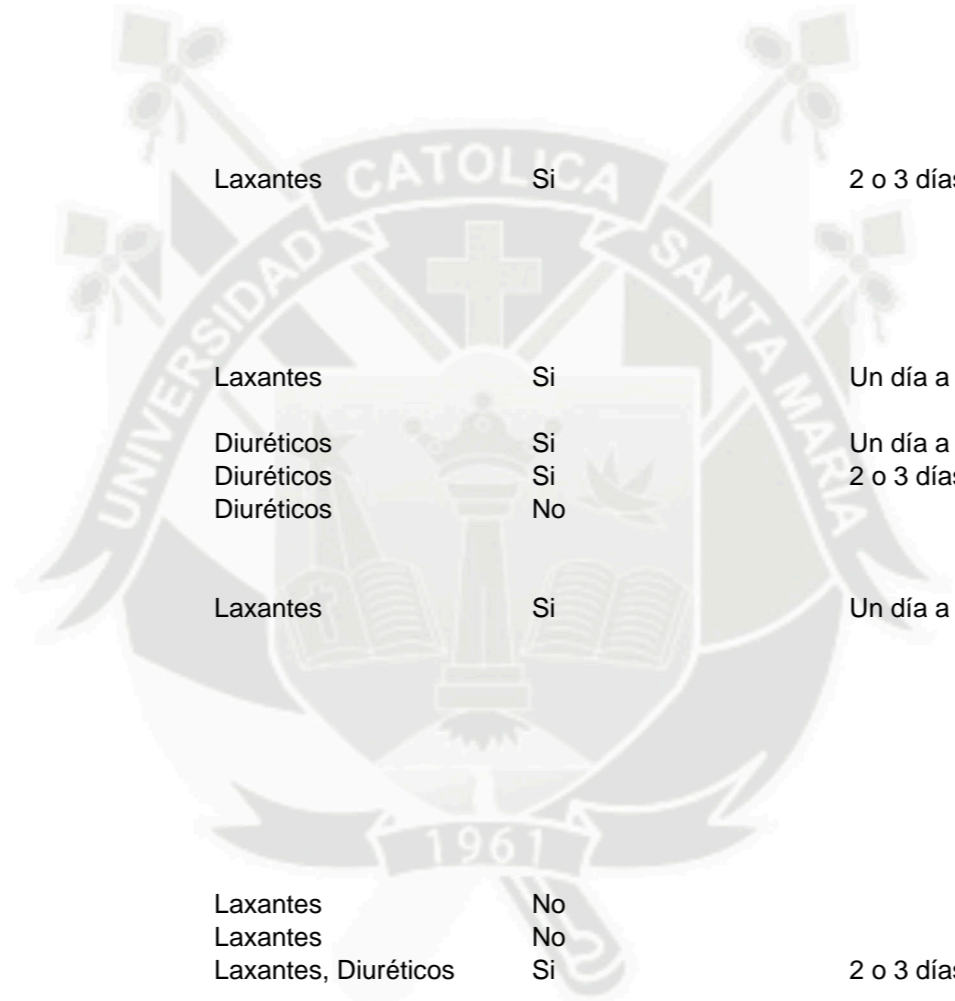 Laxantes Si 2 o 3 días
CATOLICA
UNIVERSIDAD
SANTA MARIA
Laxantes Si Un día a
Diuréticos Si Un día a
Diuréticos Si 2 o 3 días
Diuréticos No
Laxantes Si Un día a
1961
Laxantes No
Laxantes No
Laxantes, Diuréticos Si 2 o 3 días